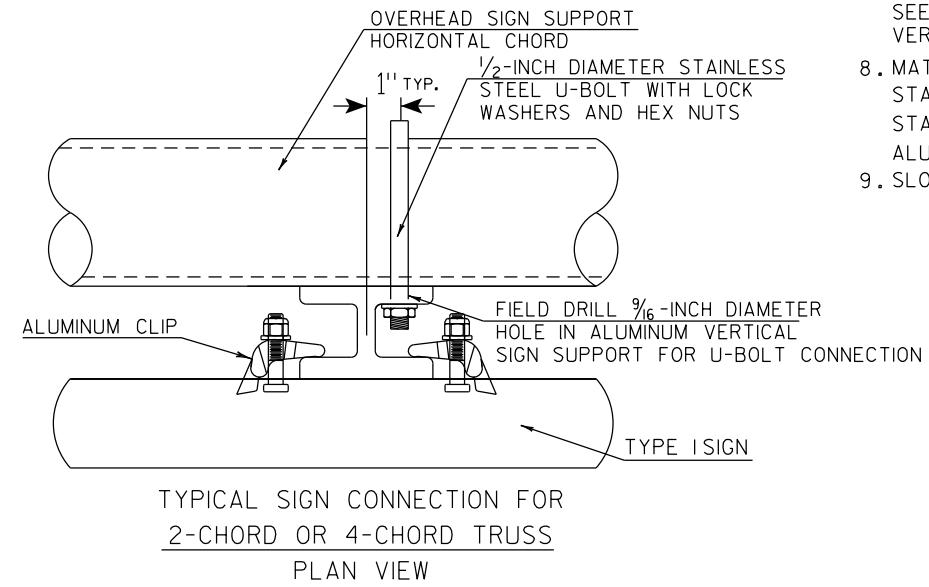 OVERHEAD SIGN SUPPORT
HORIZONTAL CHORD
1" TYP.
1/2-INCH DIAMETER STAINLESS
STEEL U-BOLT WITH LOCK
WASHERS AND HEX NUTS
SEE
VER
8. MAT
STA
STA
ALU
9. SLO
ALUMINUM CLIP
FIELD DRILL 9/16-INCH DIAMETER
HOLE IN ALUMINUM VERTICAL
SIGN SUPPORT FOR U-BOLT CONNECTION
TYPE I SIGN
TYPICAL SIGN CONNECTION FOR
2-CHORD OR 4-CHORD TRUSS
PLAN VIEW